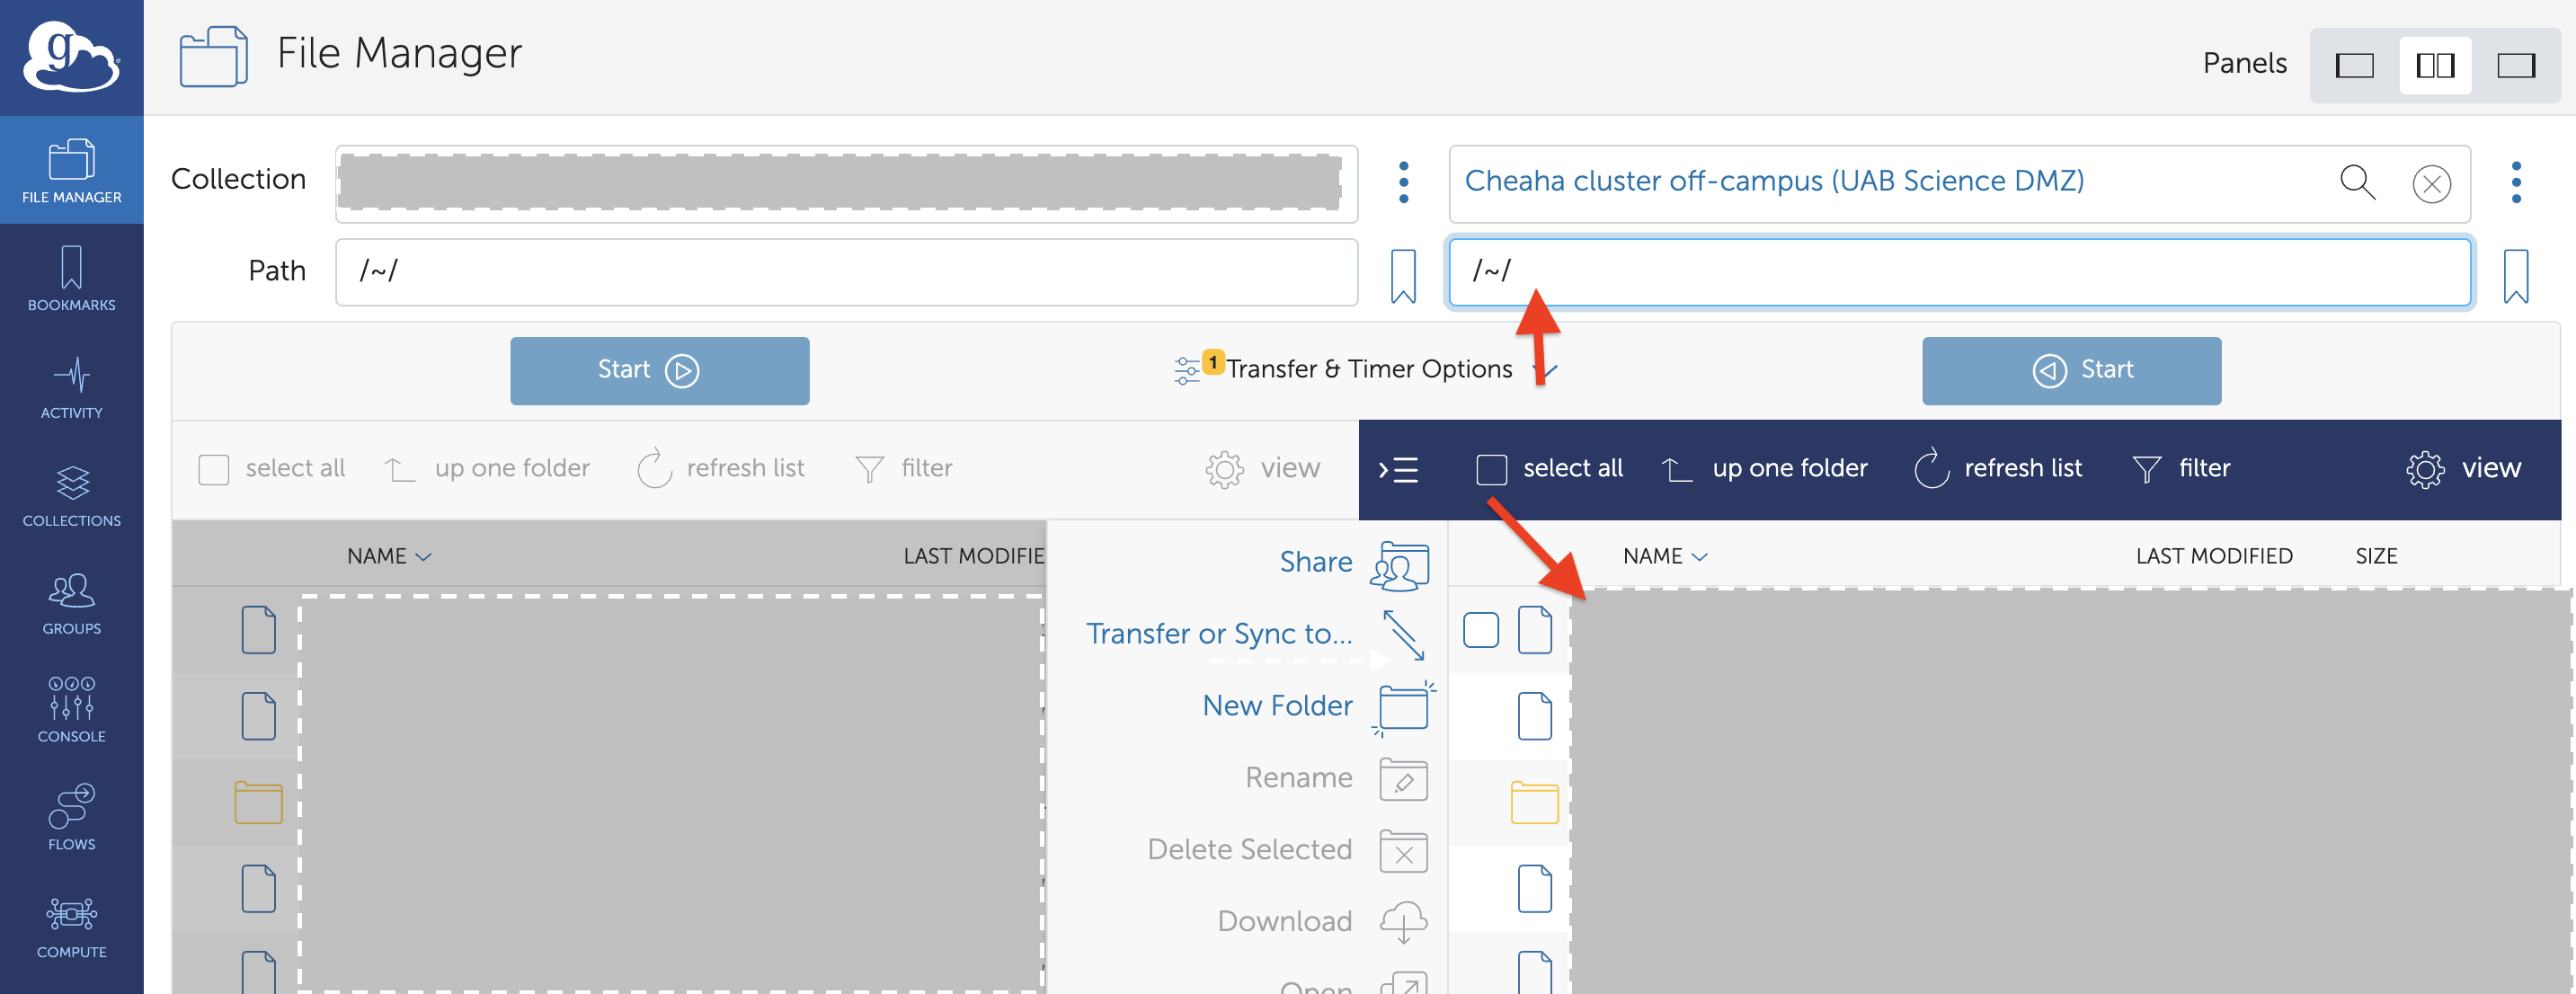 g
File Manager
Panels
FILE MANAGER
Collection
Cheaha cluster off-campus (UAB Science DMZ)
Path
/~/
/~/
BOOKMARKS
Start
1
Transfer & Timer Options
Start
ACTIVITY
select all
up one folder
refresh list
filter
view
select all
up one folder
refresh list
filter
view
COLLECTIONS
NAME
LAST MODIFIE
NAME
LAST MODIFIED
SIZE
Share
GROUPS
Transfer or Sync to...
New Folder
CONSOLE
Rename
FLOWS
Delete Selected
Download
COMPUTE
Open